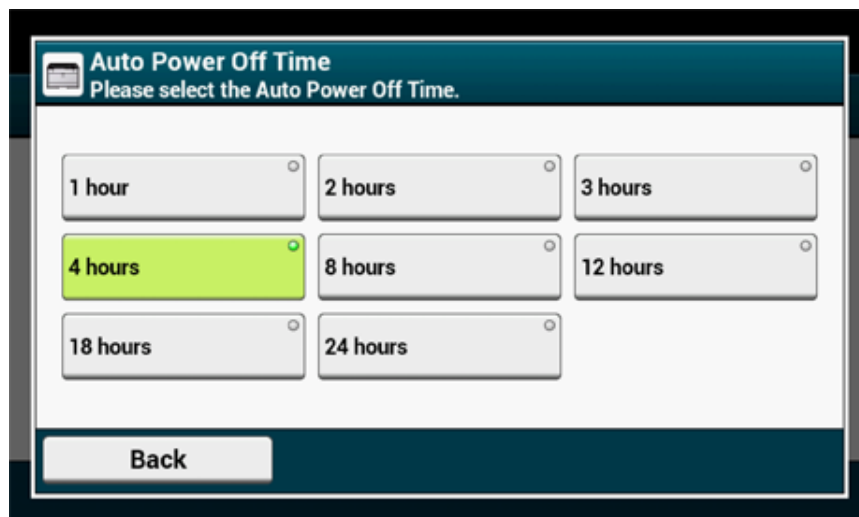 Auto Power Off Time
Please select the Auto Power Off Time.
1 hour
2 hours
3 hours
4 hours
8 hours
12 hours
18 hours
24 hours
Back